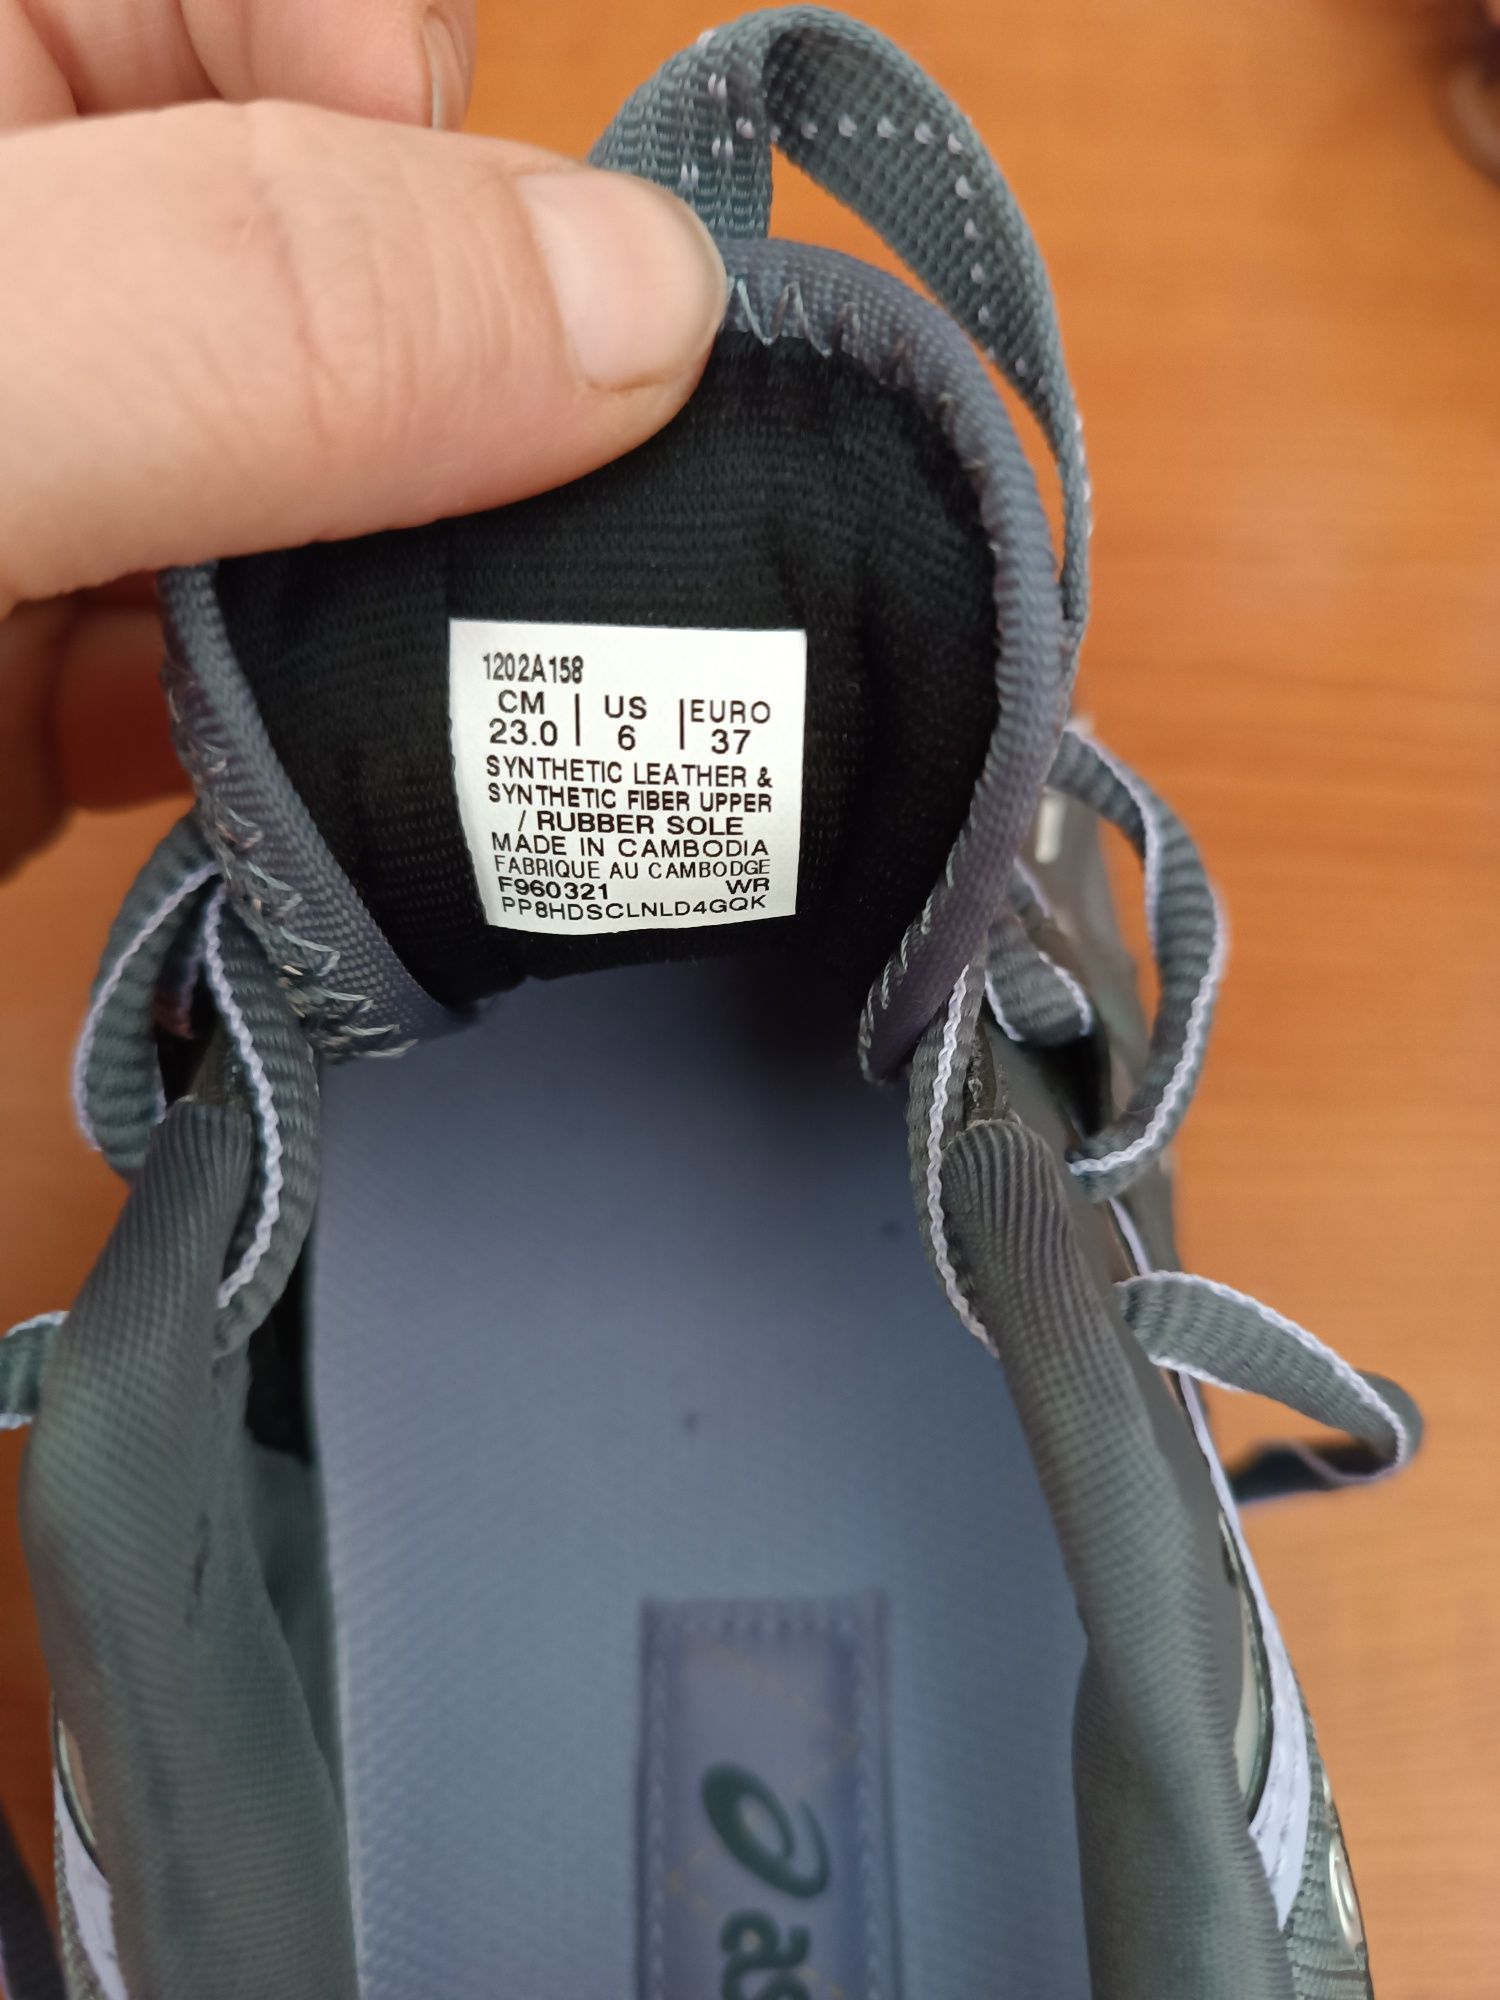 1202A158
CM | US | EURO
23.0 | 6 | 37
SYNTHETIC LEATHER &
SYNTHETIC FIBER UPPER
/ RUBBER SOLE
MADE IN CAMBODIA
FABRIQUE AU CAMBODGE
F960321 WR
PP8HDSCLNLD4GQK
as